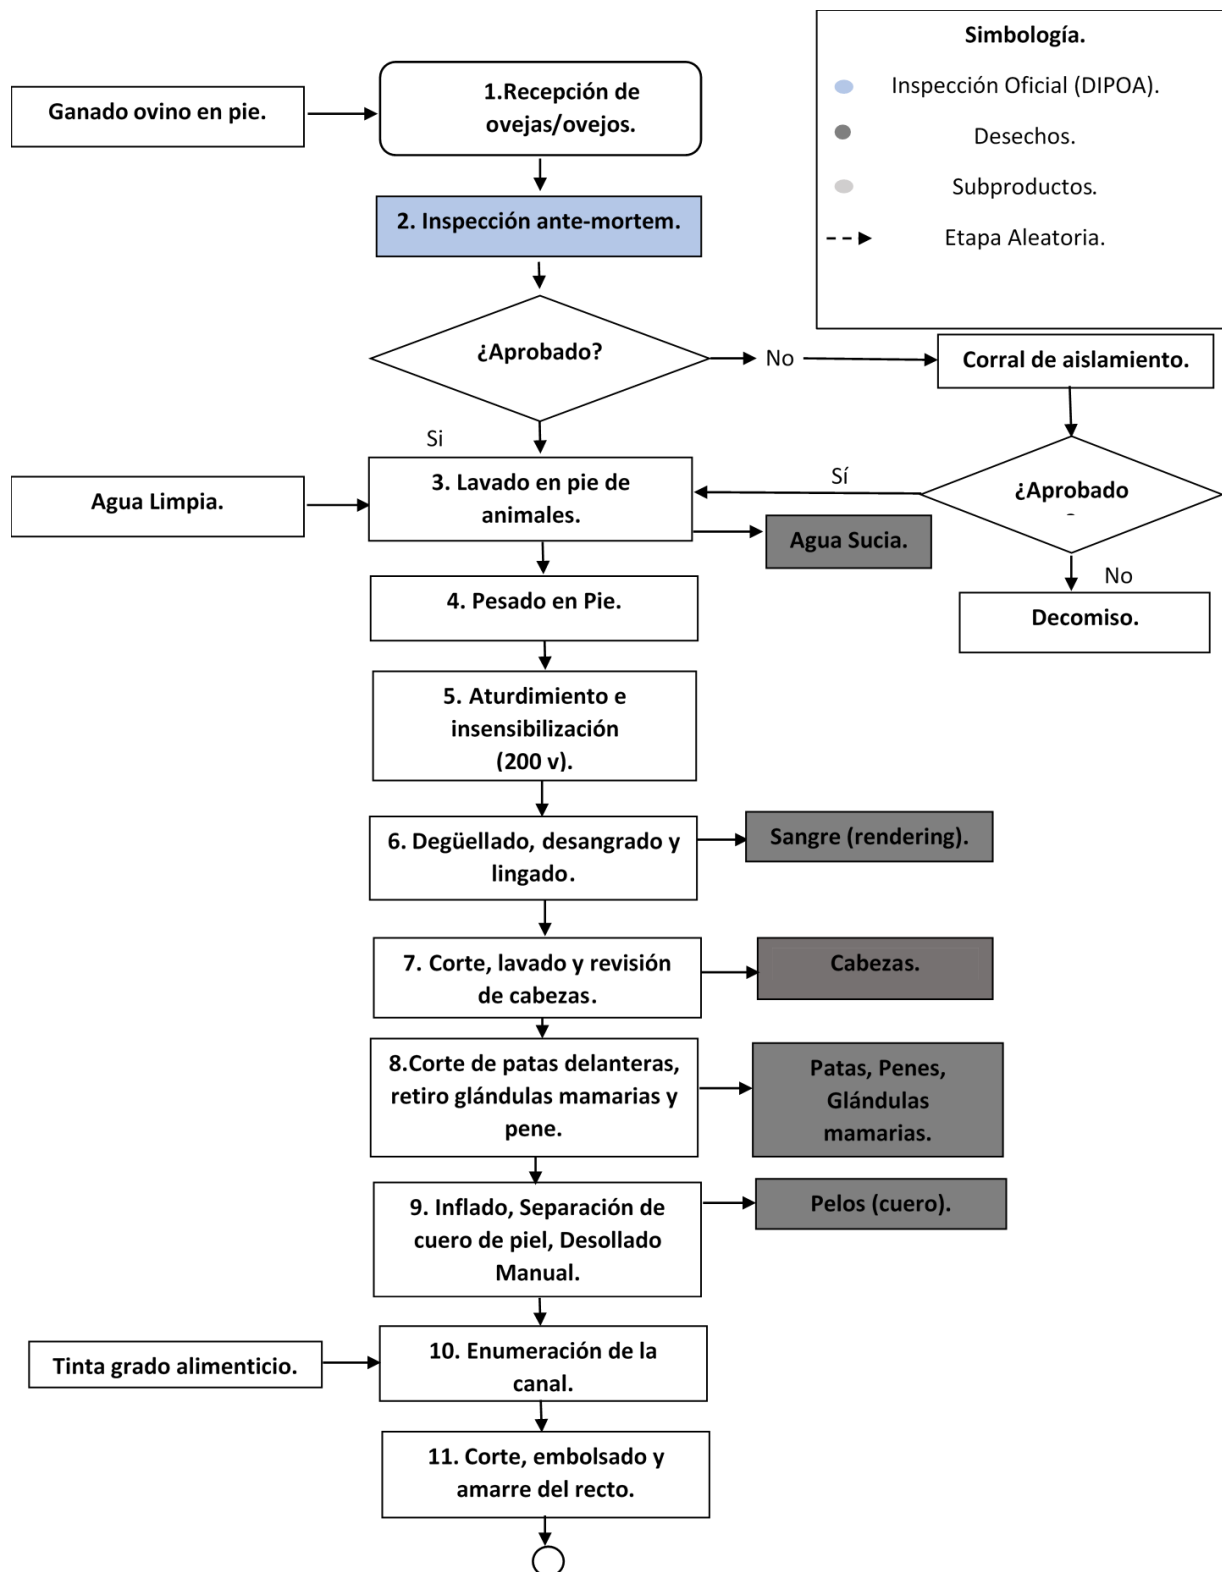 Simbología.
Inspección Oficial (DIPOA).
Desechos.
Subproductos.
Etapa Aleatoria.
Ganado ovino en pie.
1.Recepción de
ovejas/ovejos.
2. Inspección ante-mortem.
¿Aprobado?
No
Corral de aislamiento.
Si
Sí
¿Aprobado
Agua Limpia.
3. Lavado en pie de
animales.
Agua Sucia.
No
Decomiso.
4. Pesado en Pie.
5. Aturdimiento e
insensibilización
(200 v).
6. Degüellado, desangrado y
lingado.
Sangre (rendering).
7. Corte, lavado y revisión
de cabezas.
Cabezas.
8.Corte de patas delanteras,
retiro glándulas mamarias y
pene.
Patas, Penes,
Glándulas
mamarias.
9. Inflado, Separación de
cuero de piel, Desollado
Manual.
Pelos (cuero).
Tinta grado alimenticio.
10. Enumeración de la
canal.
11. Corte, embolsado y
amarre del recto.